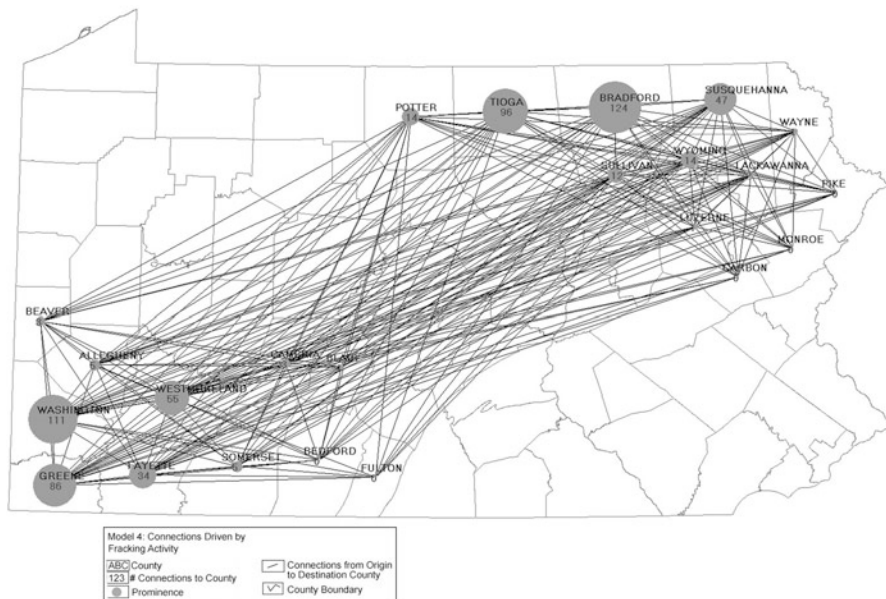 SUSQUEHANNA
47
BRADFORD
124
TIOGA
96
POTTER
14
WAYNE
WYOMING
14
SULLIVAN
LACKAWANNA
PIKE
LUZERNE
MONROE
CARBON
BEAVER
ALLEGHENY
CAMBRIA
BLAIR
WESTMORELAND
55
WASHINGTON
111
BEDFORD
SOMERSET
FAYETTE
34
GREENE
86
FULTON
Model 4: Connections Driven by
Fracking Activity
ABC County
123 # Connections to County
Prominence
Connections from Origin
to Destination County
County Boundary